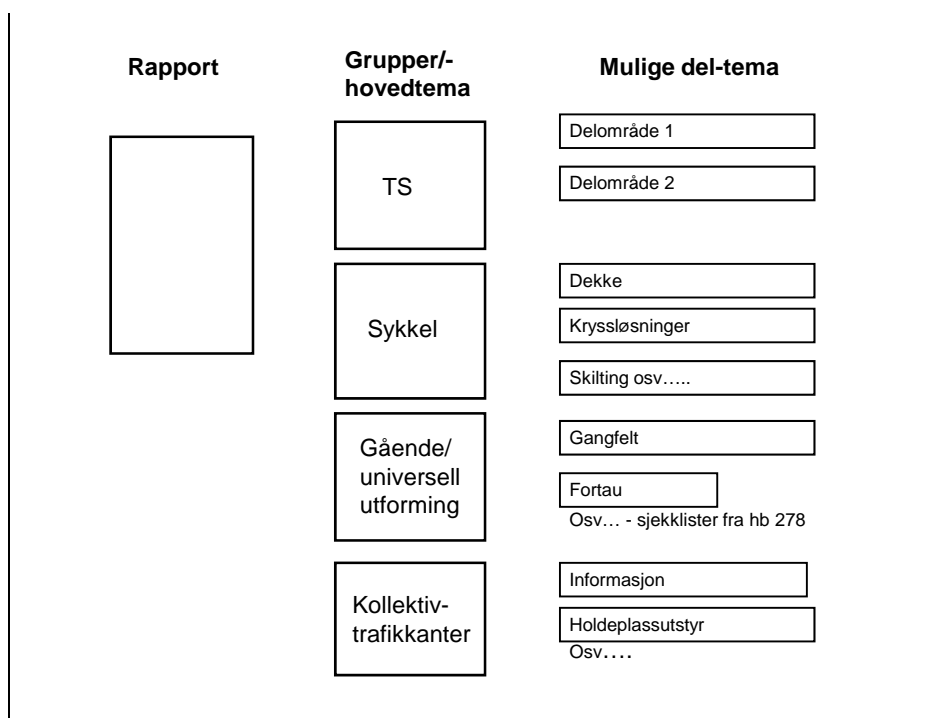 Rapport
Grupper/-
hovedtema
Mulige del-tema
TS
Delområde 1
Delområde 2
Sykkel
Dekke
Kryssløsninger
Skilting osv…..
Gående/
universell
utforming
Gangfelt
Fortau
Osv… - sjekklister fra hb 278
Kollektiv-
trafikkanter
Informasjon
Holdeplassutstyr
Osv….